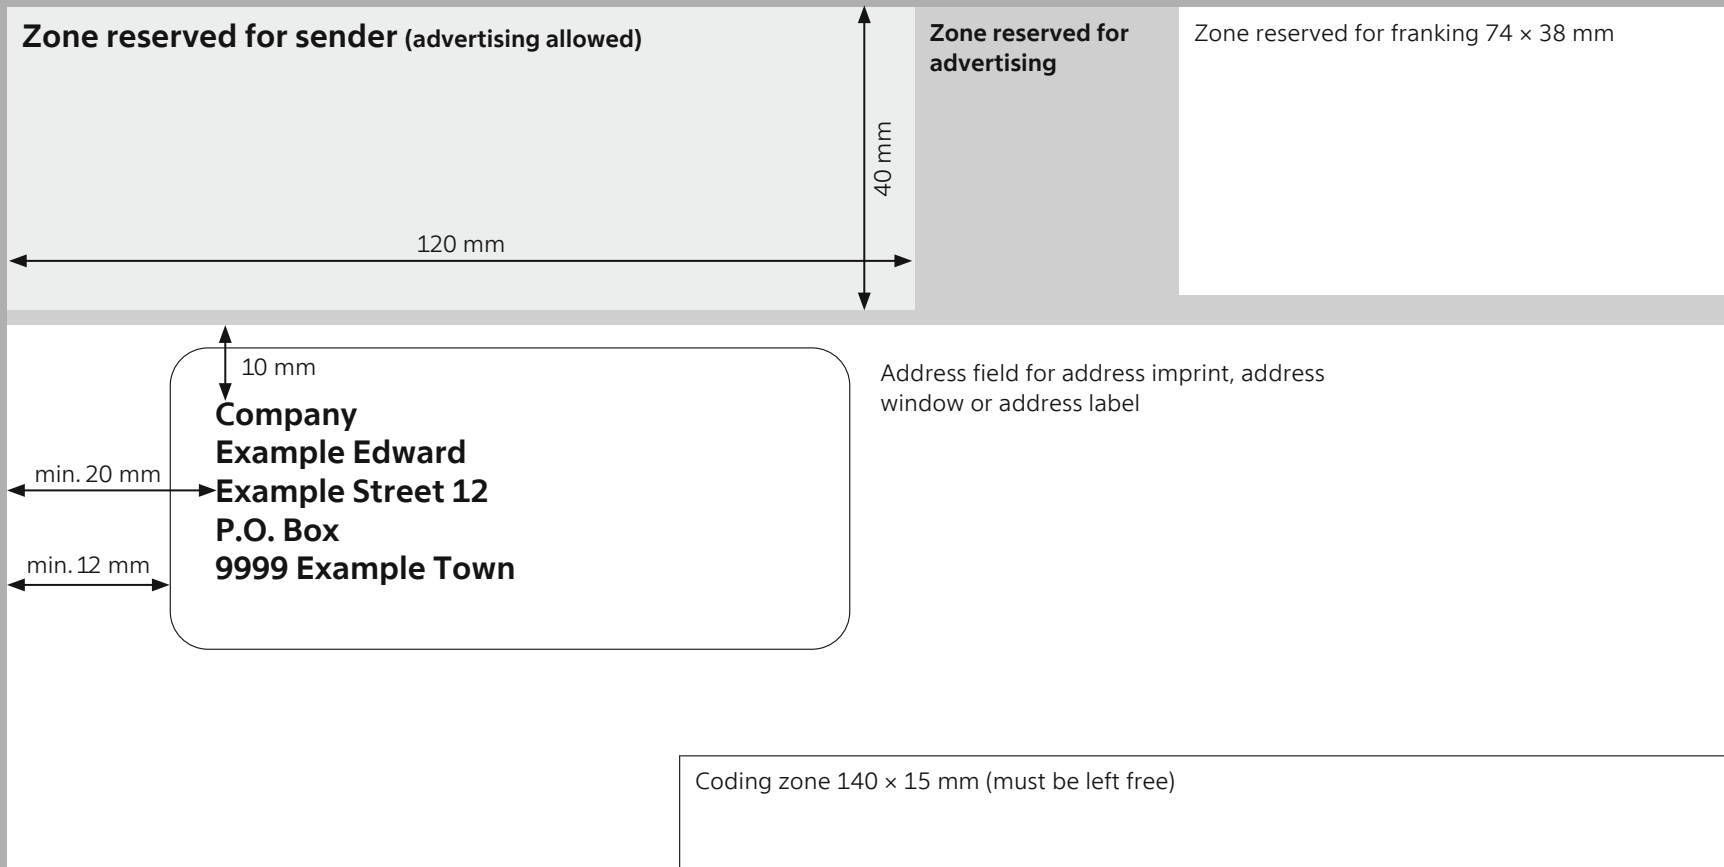 Zone reserved for sender (advertising allowed)
Zone reserved for
advertising
Zone reserved for franking 74 × 38 mm
40 mm
120 mm
10 mm
Address field for address imprint, address
window or address label
Company
Example Edward
min. 20 mm
Example Street 12
P.O. Box
min. 12 mm
9999 Example Town
Coding zone 140 × 15 mm (must be left free)